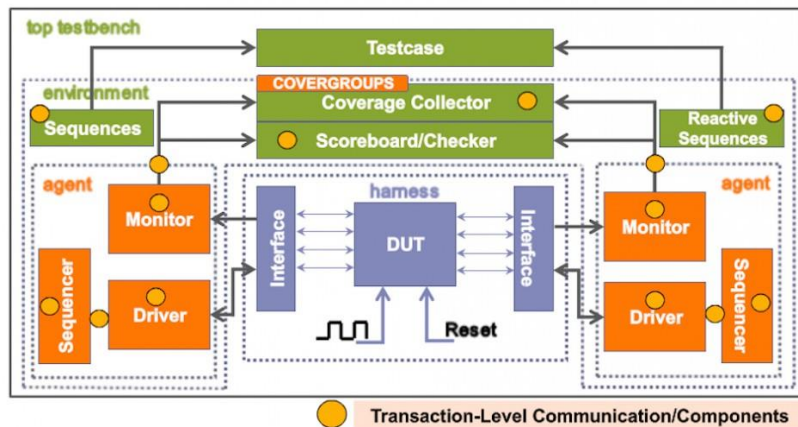 top testbench
Testcase
COVERGROUPS
environment
Coverage Collector
Sequences
Reactive
Sequences
Scoreboard/Checker
agent
harness
agent
Monitor
Interface
DUT
Interface
Monitor
Sequencer
Driver
Reset
Driver
Sequencer
Transaction-Level Communication/Components